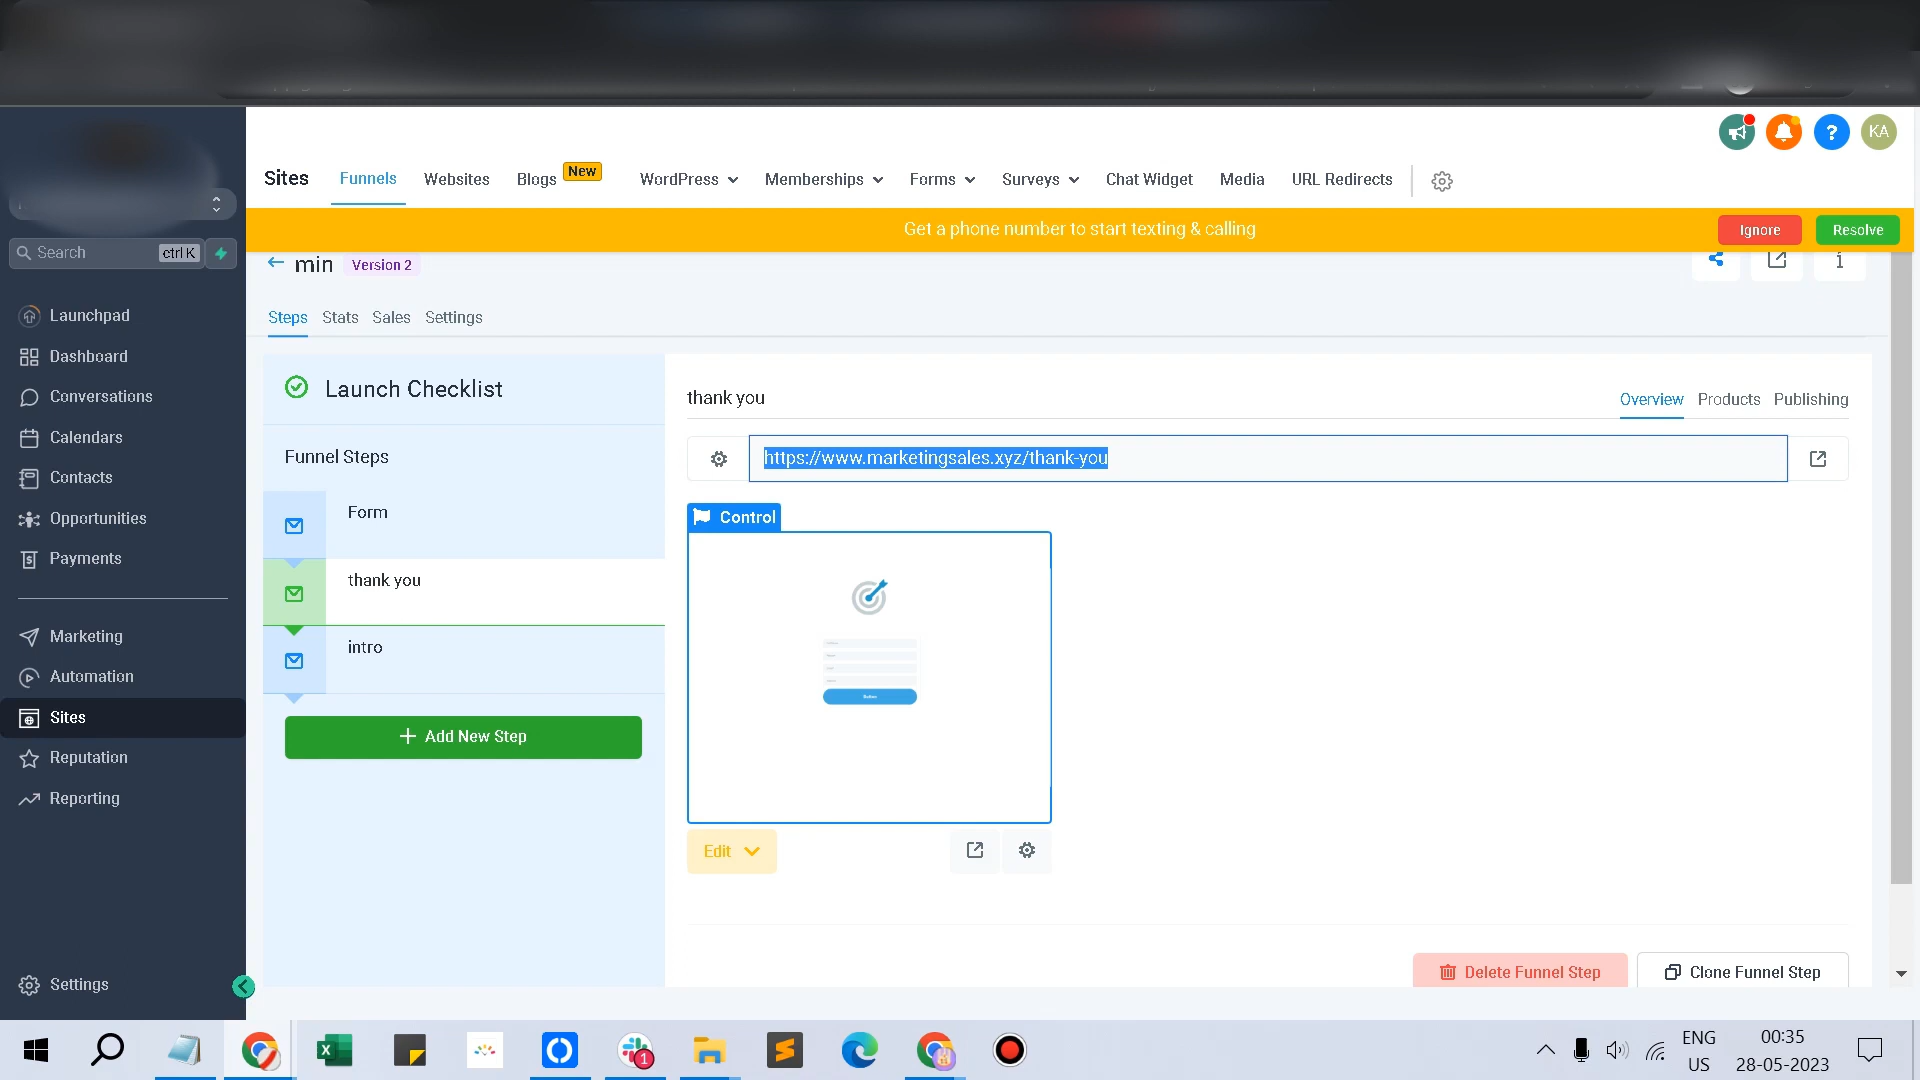 KA
Sites Funnels Websites Blogs New WordPress Memberships Forms Surveys Chat Widget Media URL Redirects
Get a phone number to start texting & calling Ignore Resolve
Search ctrl K
min Version 2
Steps Stats Sales Settings
Launchpad
Dashboard
Conversations
Calendars
Contacts
Opportunities
Payments
Marketing
Automation
Sites
Reputation
Reporting
Settings
Launch Checklist
Funnel Steps
Form
thank you
intro
+ Add New Step
thank you Overview Products Publishing
https://www.marketingsales.xyz/thank-you
Control
Edit
Delete Funnel Step Clone Funnel Step
1
ENG
US
00:35
28-05-2023